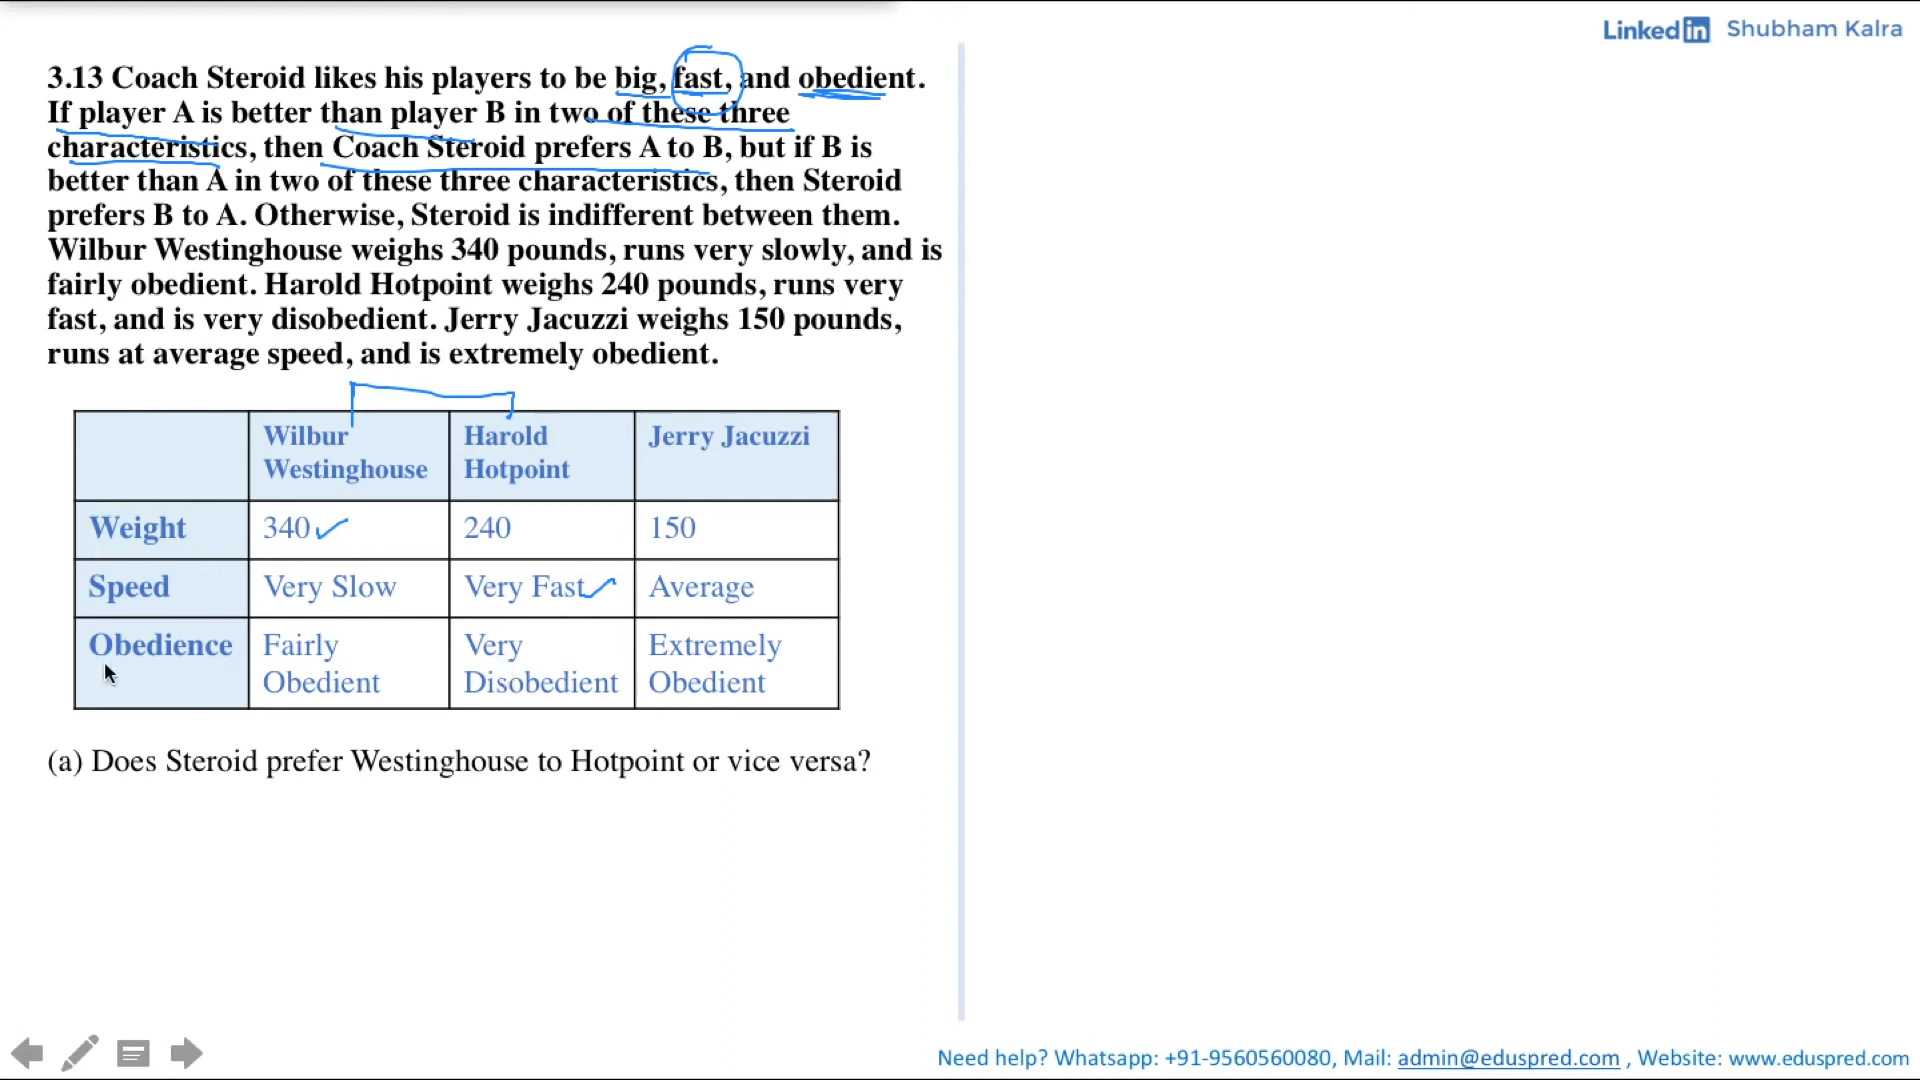 Linked in Shubham Kalra
3.13 Coach Steroid likes his players to be big, fast, and obedient.
If player A is better than player B in two of these three
characteristics, then Coach Steroid prefers A to B, but if B is
better than A in two of these three characteristics, then Steroid
prefers B to A. Otherwise, Steroid is indifferent between them.
Wilbur Westinghouse weighs 340 pounds, runs very slowly, and is
fairly obedient. Harold Hotpoint weighs 240 pounds, runs very
fast, and is very disobedient. Jerry Jacuzzi weighs 150 pounds,
runs at average speed, and is extremely obedient.
Wilbur Harold Jerry Jacuzzi
Westinghouse Hotpoint
Weight 340 240 150
Speed Very Slow Very Fast Average
Obedience Fairly Very Extremely
Obedient Disobedient Obedient
(a) Does Steroid prefer Westinghouse to Hotpoint or vice versa?
Need help? Whatsapp: +91-9560560080, Mail: admin@eduspred.com , Website: www.eduspred.com